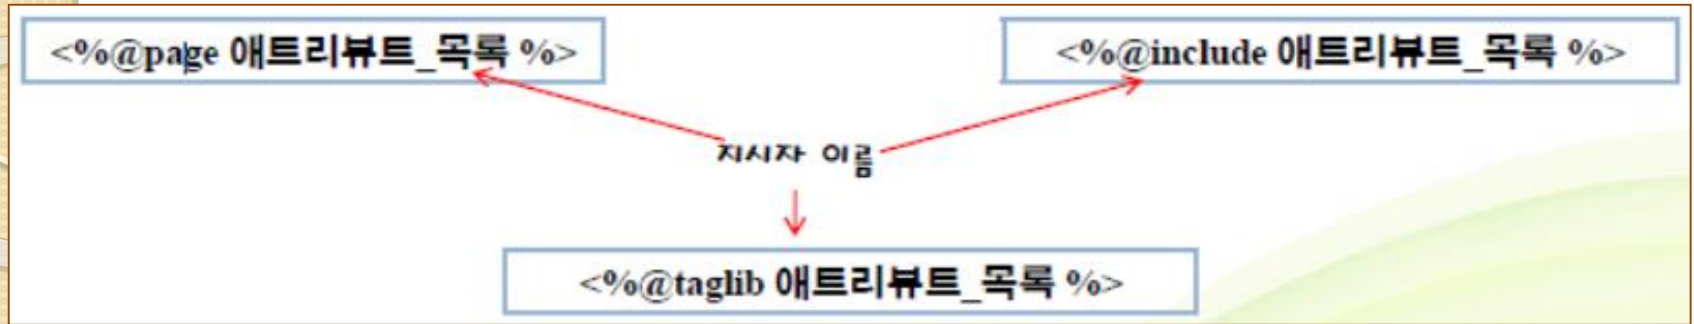 <%@page 애트리뷰트_목록 %>
<%@include 애트리뷰트_목록 %>
지시자 이름
<%@taglib 애트리뷰트_목록 %>